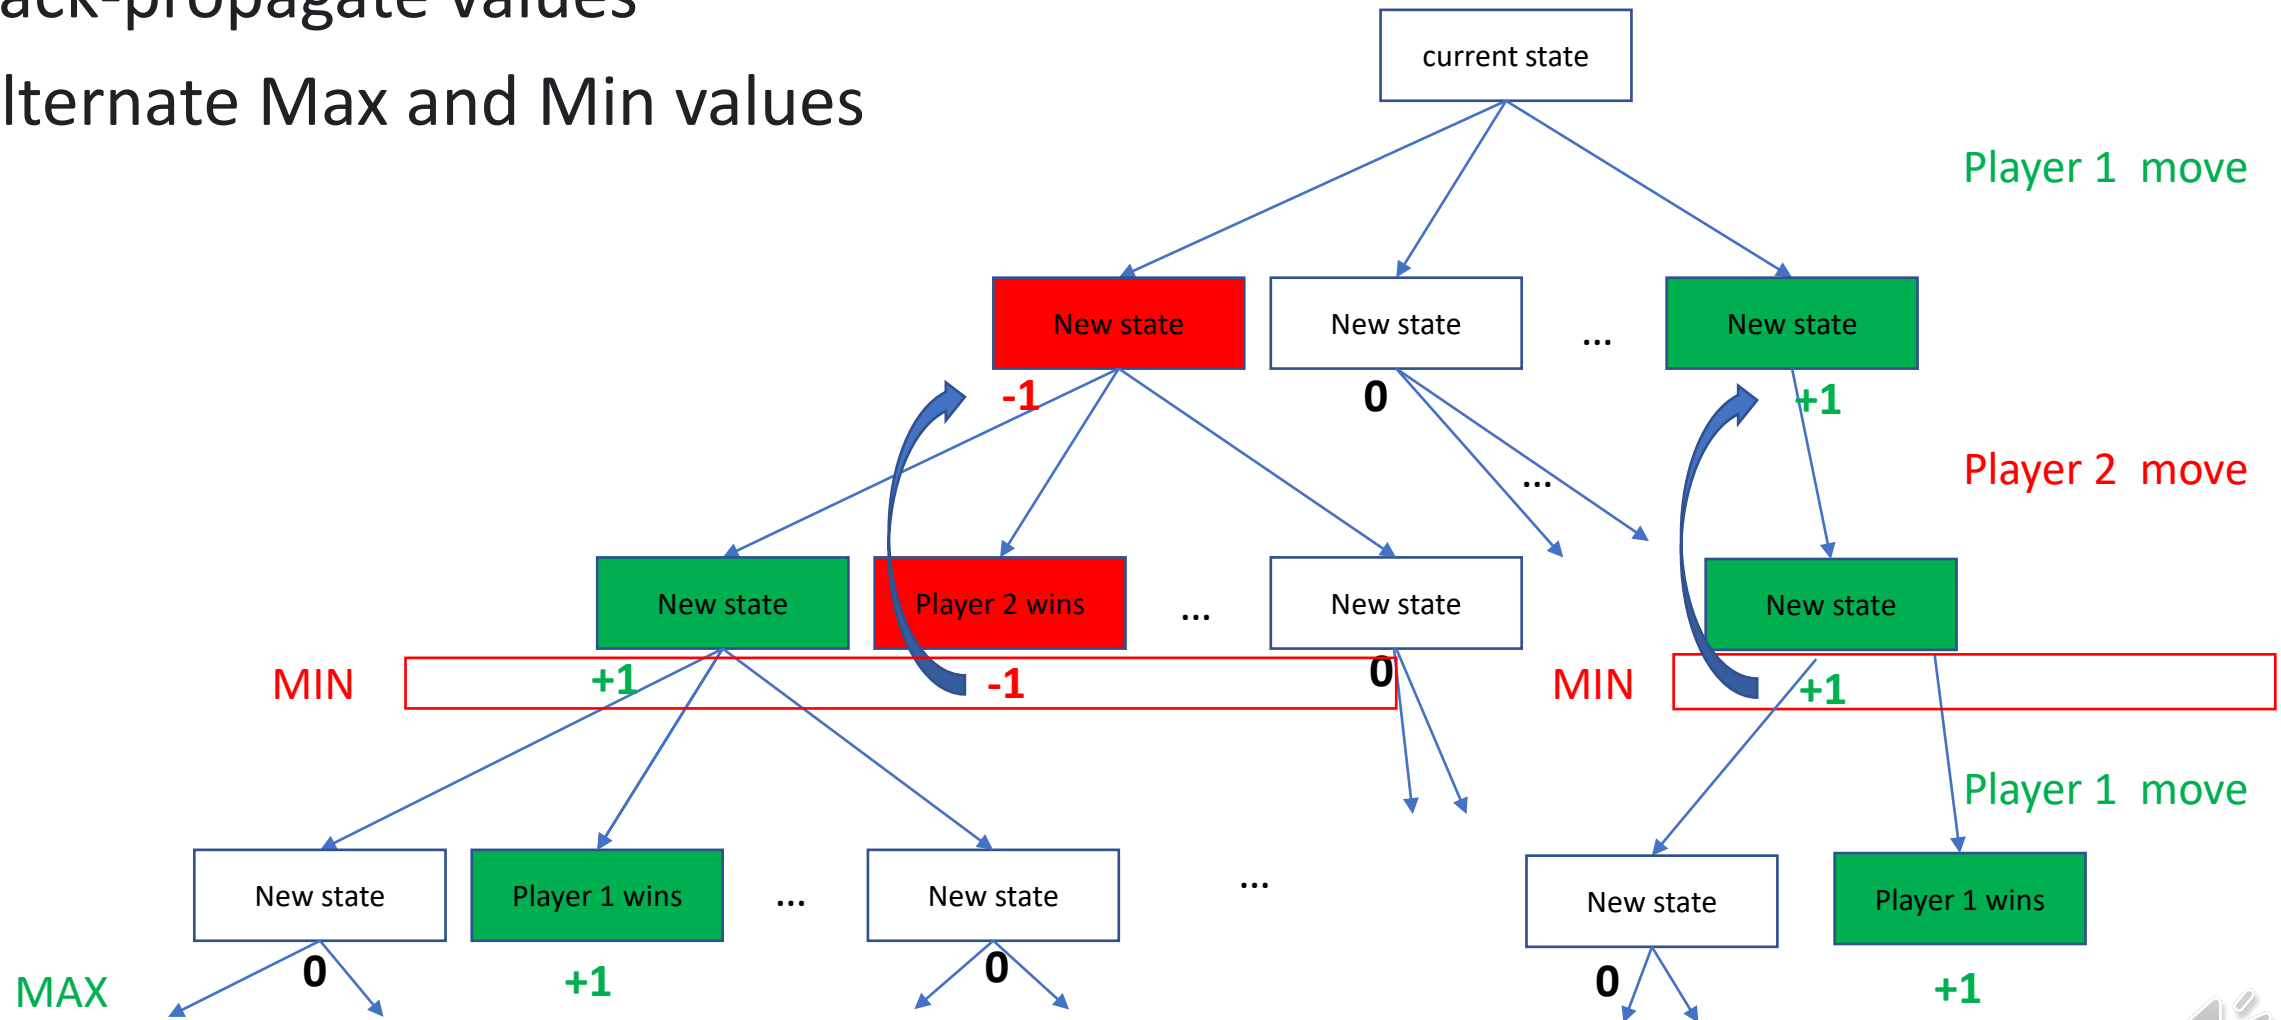 ack-propagate values
lternate Max and Min values
current state
Player 1 move
New state
New state
...
New state
-1
0
+1
Player 2 move
...
New state
Player 2 wins
...
New state
New state
MIN
+1
-1
0
MIN
+1
Player 1 move
New state
Player 1 wins
...
New state
...
New state
Player 1 wins
MAX
0
+1
0
0
+1